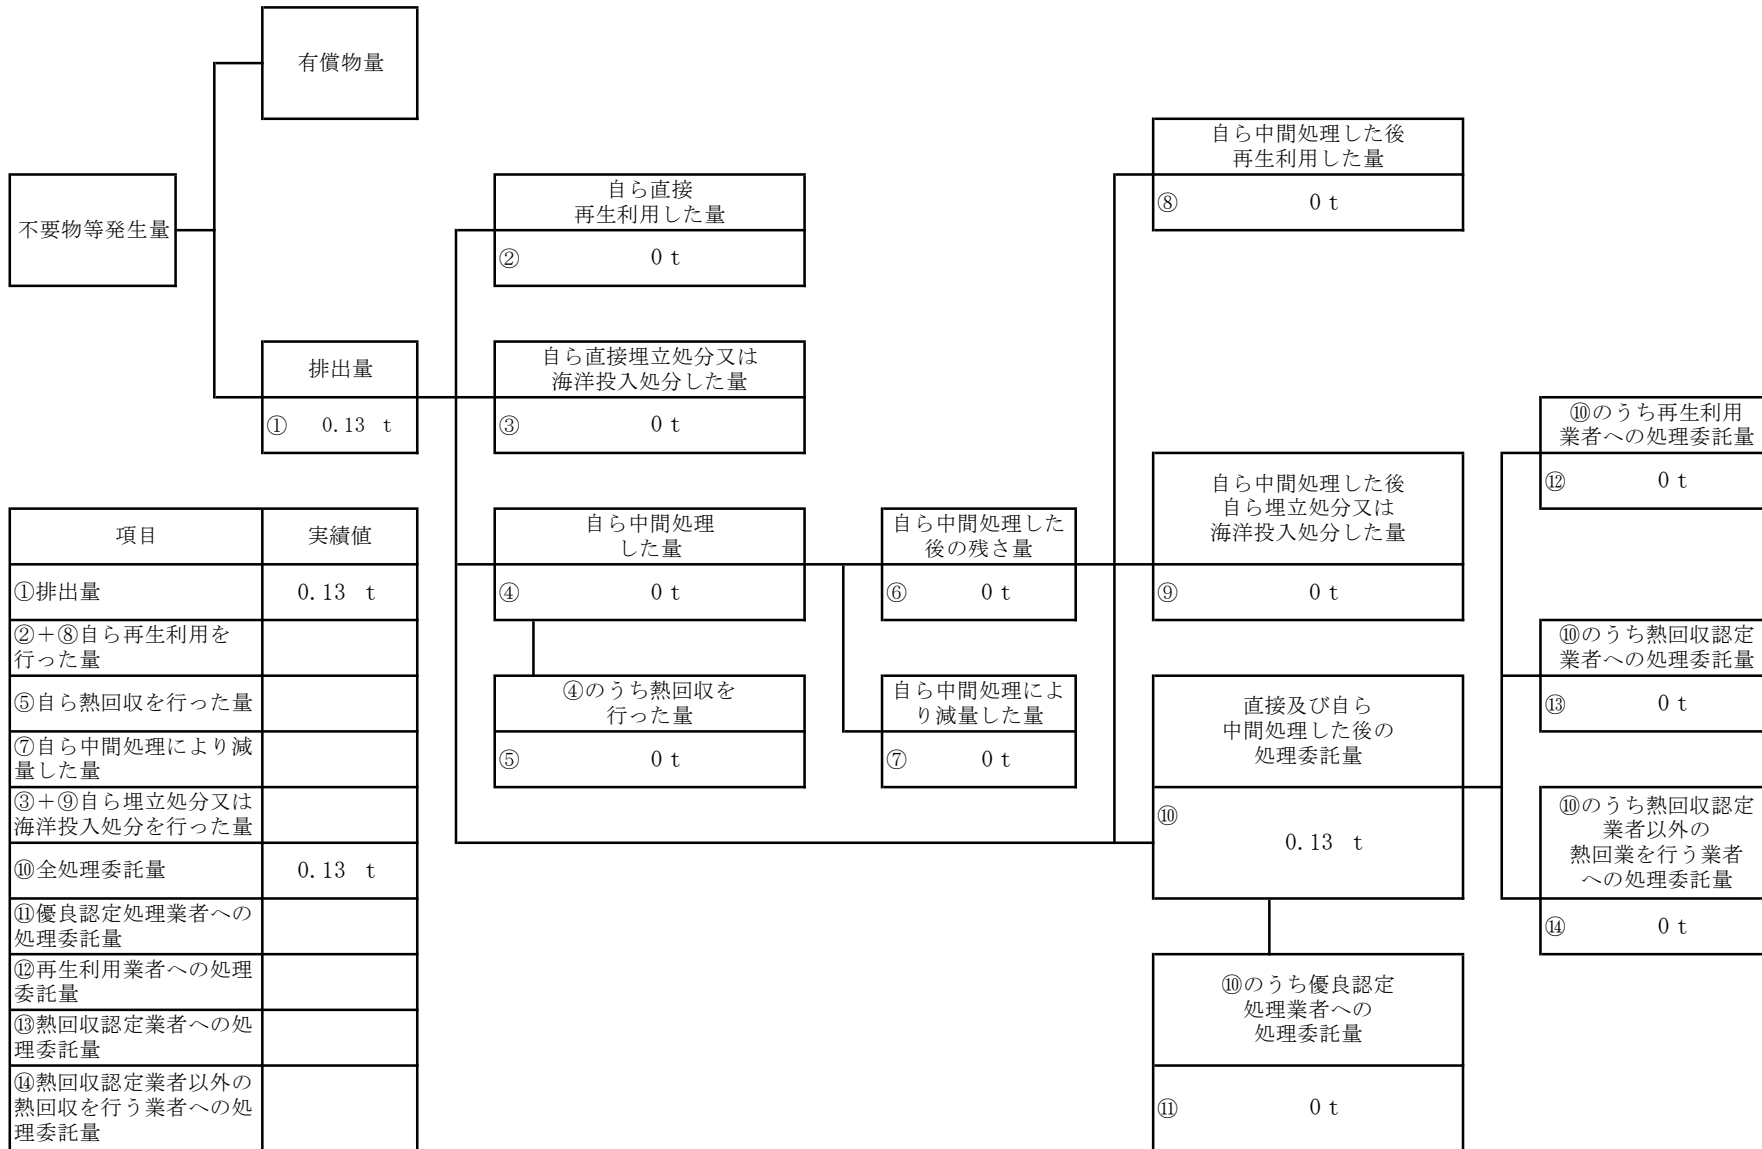 有償物量
不要物等発生量
排出量
① 0.13 t
自ら直接
再生利用した量
② 0 t
自ら直接埋立処分又は
海洋投入処分した量
③ 0 t
自ら中間処理
した量
④ 0 t
④のうち熱回収を
行った量
⑤ 0 t
自ら中間処理した
後の残さ量
⑥ 0 t
自ら中間処理によ
り減量した量
⑦ 0 t
自ら中間処理した後
再生利用した量
⑧ 0 t
自ら中間処理した後
自ら埋立処分又は
海洋投入処分した量
⑨ 0 t
直接及び自ら
中間処理した後の
処理委託量
⑩
0.13 t
⑩のうち優良認定
処理業者への
処理委託量
⑪ 0 t
⑩のうち再生利用
業者への処理委託量
⑫ 0 t
⑩のうち熱回収認定
業者への処理委託量
⑬ 0 t
⑩のうち熱回収認定
業者以外の
熱回業を行う業者
への処理委託量
⑭ 0 t
項目 実績値
①排出量 0.13 t
②＋⑧自ら再生利用を
行った量
⑤自ら熱回収を行った量
⑦自ら中間処理により減
量した量
③＋⑨自ら埋立処分又は
海洋投入処分を行った量
⑩全処理委託量 0.13 t
⑪優良認定処理業者への
処理委託量
⑫再生利用業者への処理
委託量
⑬熱回収認定業者への処
理委託量
⑭熱回収認定業者以外の
熱回収を行う業者への処
理委託量